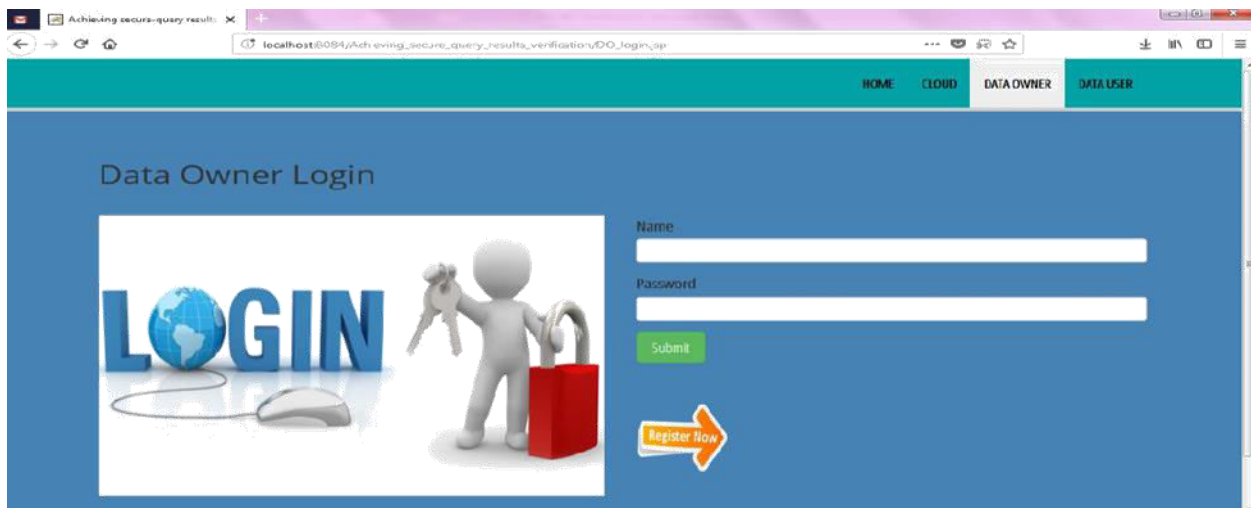 Achieving secure-query results
localhost:8084/Achieving_secure_query_results_verification/DO_login.jsp
HOME CLOUD DATA OWNER DATA USER
Data Owner Login
LOGIN
Name
Password
Submit
Register Now